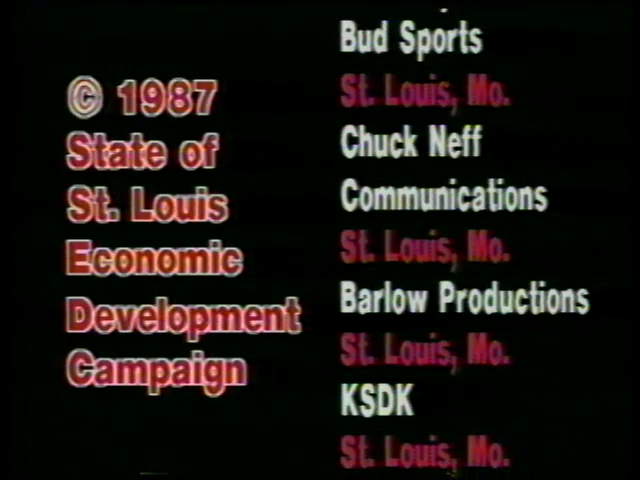 © 1987
State of
St. Louis
Economic
Development
Campaign
Bud Sports
St. Louis, Mo.
Chuck Neff
Communications
St. Louis, Mo.
Barlow Productions
St. Louis, Mo.
KSDK
St. Louis, Mo.